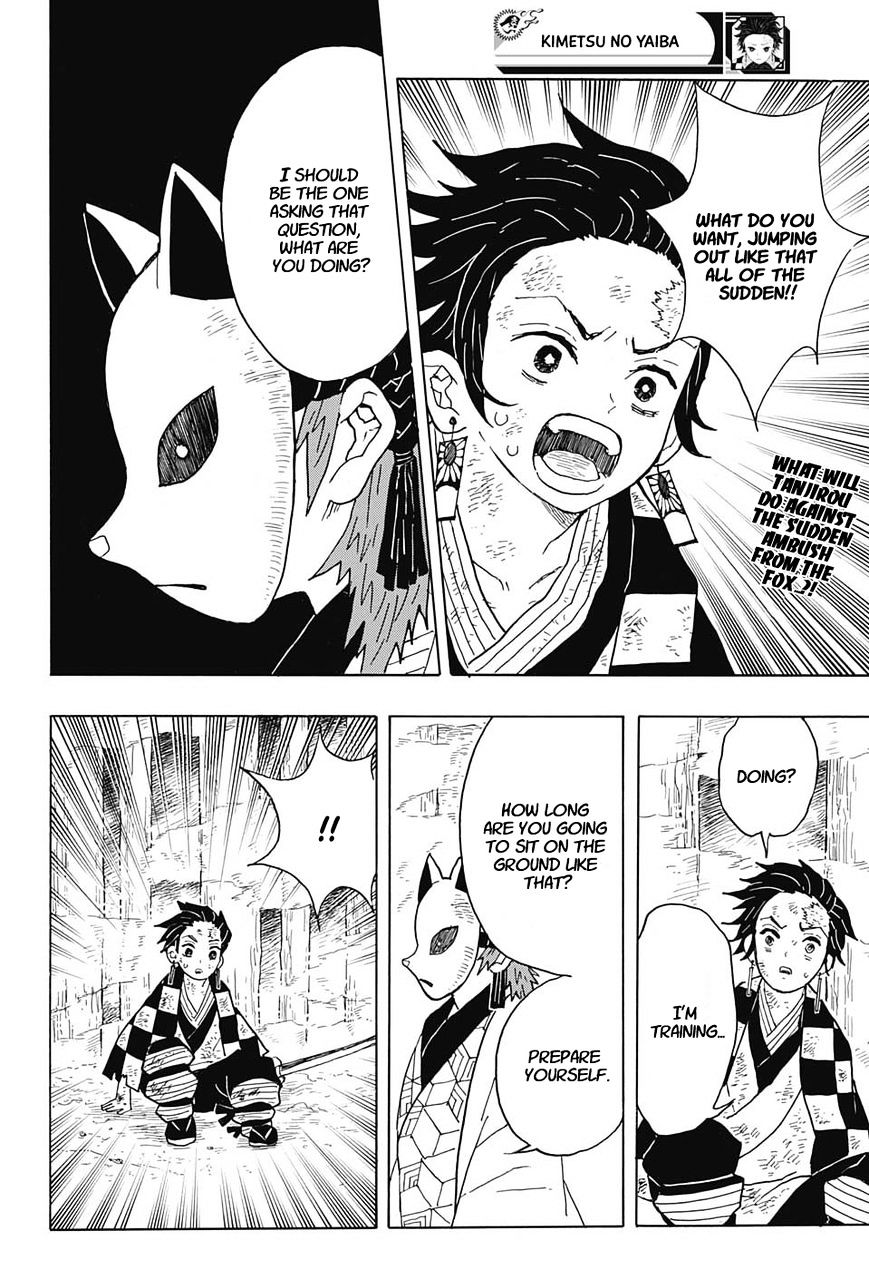 KIMETSU NO YAIBA
WHAT DO YOU
WANT, JUMPING
OUT LIKE THAT
ALL OF THE
SUDDEN!!
WHAT WILL
TANJIROU
DO AGAINST
THE SUDDEN
AMBUSH
FROM THE
FOX..?!
I SHOULD
BE THE ONE
ASKING THAT
QUESTION,
WHAT ARE
YOU DOING?
DOING?
I'M
TRAINING...
HOW LONG
ARE YOU GOING
TO SIT ON THE
GROUND LIKE
THAT?
PREPARE
YOURSELF.
!!